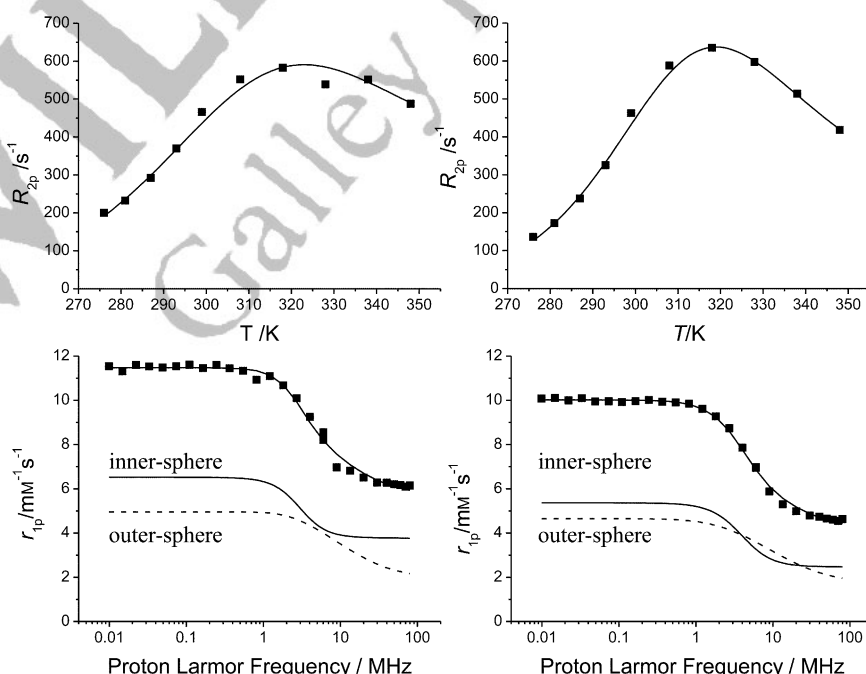 700
600
500
400
300
200
100
0
R2p /s-1
270 280 290 300 310 320 330 340 350
T /K
700
600
500
400
300
200
100
0
R2p /s-1
270 280 290 300 310 320 330 340 350
T/K
12
10
8
6
4
2
0
r1p/mM-1s-1
inner-sphere
outer-sphere
0.01 0.1 1 10 100
Proton Larmor Frequency / MHz
12
10
8
6
4
2
0
r1p/mM-1s-1
inner-sphere
outer-sphere
0.01 0.1 1 10 100
Proton Larmor Frequency / MHz
Galley